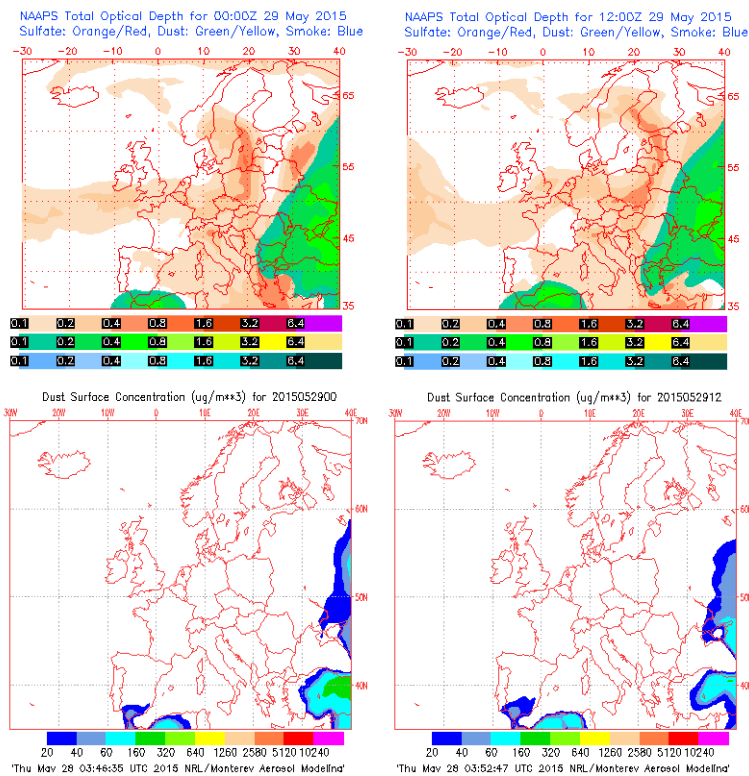 NAAPS Total Optical Depth for 00:00Z 29 May 2015
Sulfate: Orange/Red, Dust: Green/Yellow, Smoke: Blue
-30 -20 -10 0 10 20 30 40
65
55
45
35
0.1 0.2 0.4 0.8 1.6 3.2 6.4
0.1 0.2 0.4 0.8 1.6 3.2 6.4
0.1 0.2 0.4 0.8 1.6 3.2 6.4
NAAPS Total Optical Depth for 12:00Z 29 May 2015
Sulfate: Orange/Red, Dust: Green/Yellow, Smoke: Blue
-30 -20 -10 0 10 20 30 40
65
55
45
35
0.1 0.2 0.4 0.8 1.6 3.2 6.4
0.1 0.2 0.4 0.8 1.6 3.2 6.4
0.1 0.2 0.4 0.8 1.6 3.2 6.4
Dust Surface Concentration (ug/m**3) for 2015052900
30W 20W 10W 0 10E 20E 30E 40E
70N
60N
50N
40N
20 40 60 160 320 640 1260 2580 5120 10240
'Thu May 28 03:46:35 UTC 2015 NRL/Monterey Aerosol Modeling'
Dust Surface Concentration (ug/m**3) for 2015052912
30W 20W 10W 0 10E 20E 30E 40E
70N
60N
50N
40N
20 40 60 160 320 640 1260 2580 5120 10240
'Thu May 28 03:52:47 UTC 2015 NRL/Monterey Aerosol Modeling'